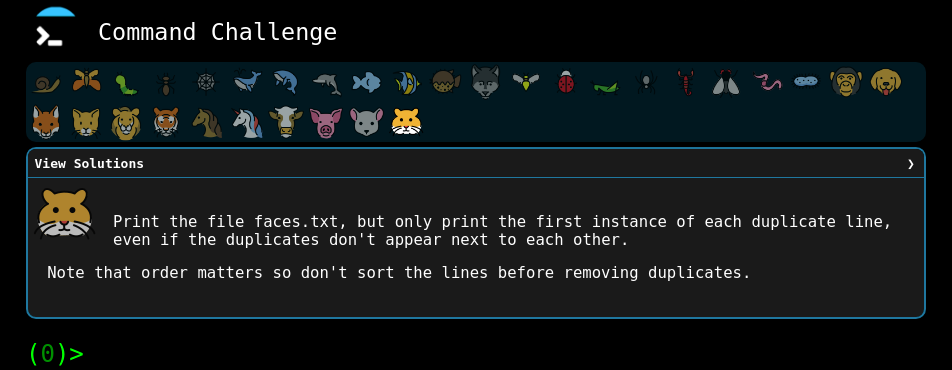 Command Challenge
View Solutions
Print the file faces.txt, but only print the first instance of each duplicate line,
even if the duplicates don't appear next to each other.
Note that order matters so don't sort the lines before removing duplicates.
(0)>